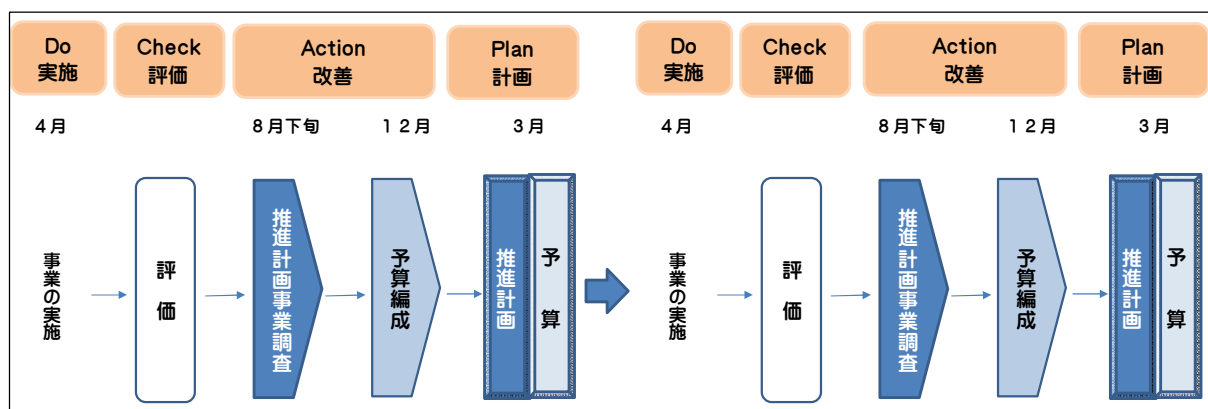 Do
実施
Check
評価
Action
改善
Plan
計画
Do
実施
Check
評価
Action
改善
Plan
計画
４月
８月下旬
１２月
３月
４月
８月下旬
１２月
３月
事業の実施
評価
推進計画事業調査
予算編成
推進計画
予算
事業の実施
評価
推進計画事業調査
予算編成
推進計画
予算